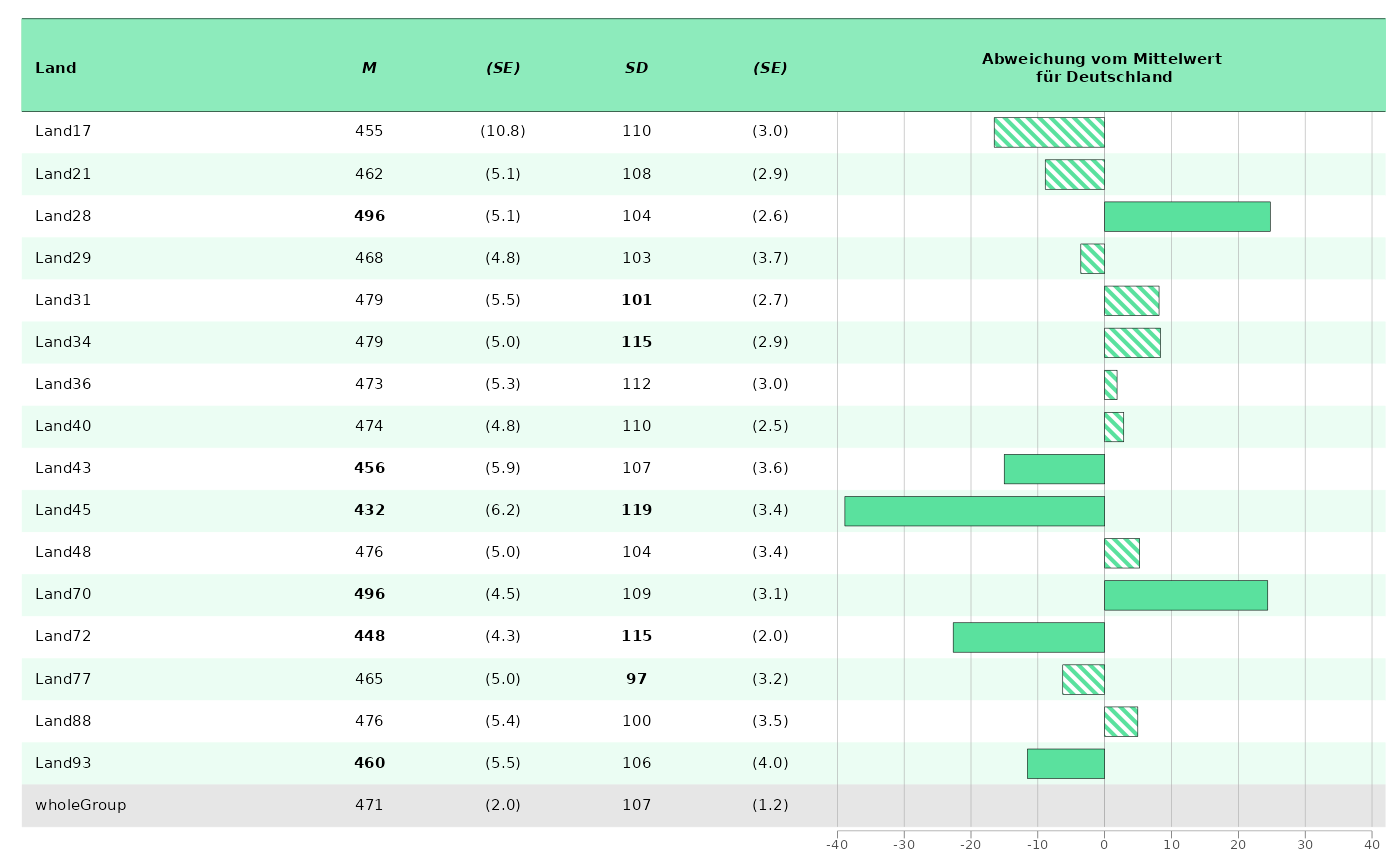 Land M (SE) SD (SE) Abweichung vom Mittelwert
für Deutschland
Land17 455 (10.8) 110 (3.0)
Land21 462 (5.1) 108 (2.9)
Land28 496 (5.1) 104 (2.6)
Land29 468 (4.8) 103 (3.7)
Land31 479 (5.5) 101 (2.7)
Land34 479 (5.0) 115 (2.9)
Land36 473 (5.3) 112 (3.0)
Land40 474 (4.8) 110 (2.5)
Land43 456 (5.9) 107 (3.6)
Land45 432 (6.2) 119 (3.4)
Land48 476 (5.0) 104 (3.4)
Land70 496 (4.5) 109 (3.1)
Land72 448 (4.3) 115 (2.0)
Land77 465 (5.0) 97 (3.2)
Land88 476 (5.4) 100 (3.5)
Land93 460 (5.5) 106 (4.0)
wholeGroup 471 (2.0) 107 (1.2)
-40 -30 -20 -10 0 10 20 30 40